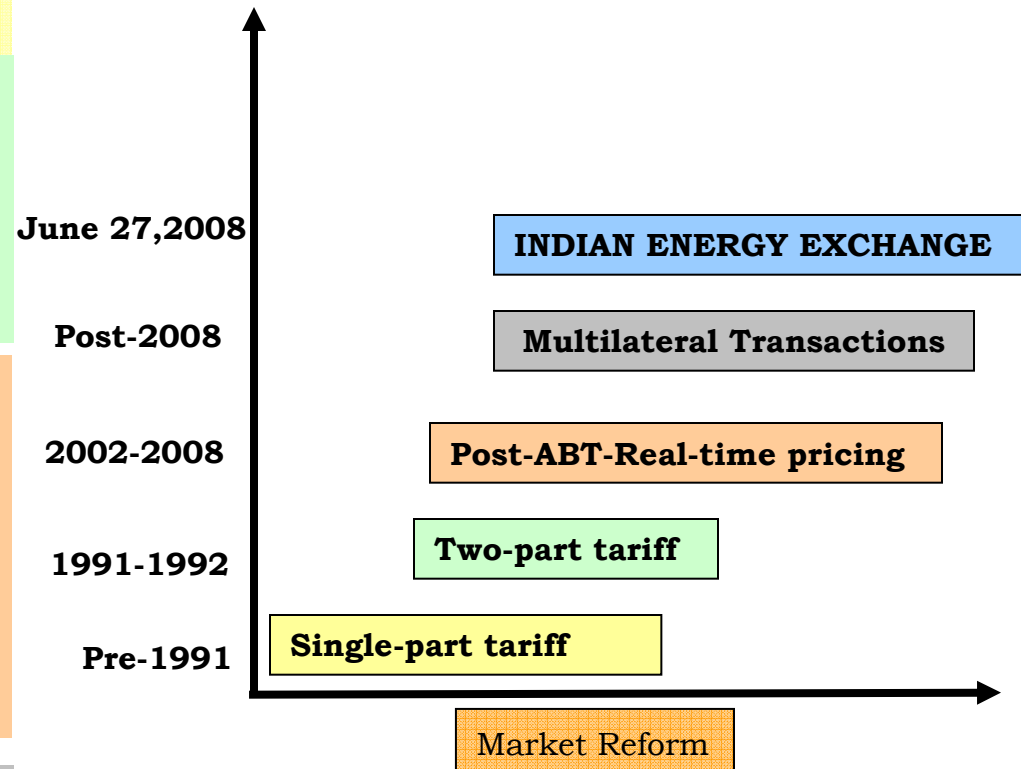 June 27,2008
INDIAN ENERGY EXCHANGE
Post-2008
Multilateral Transactions
2002-2008
Post-ABT-Real-time pricing
1991-1992
Two-part tariff
Pre-1991
Single-part tariff
Market Reform